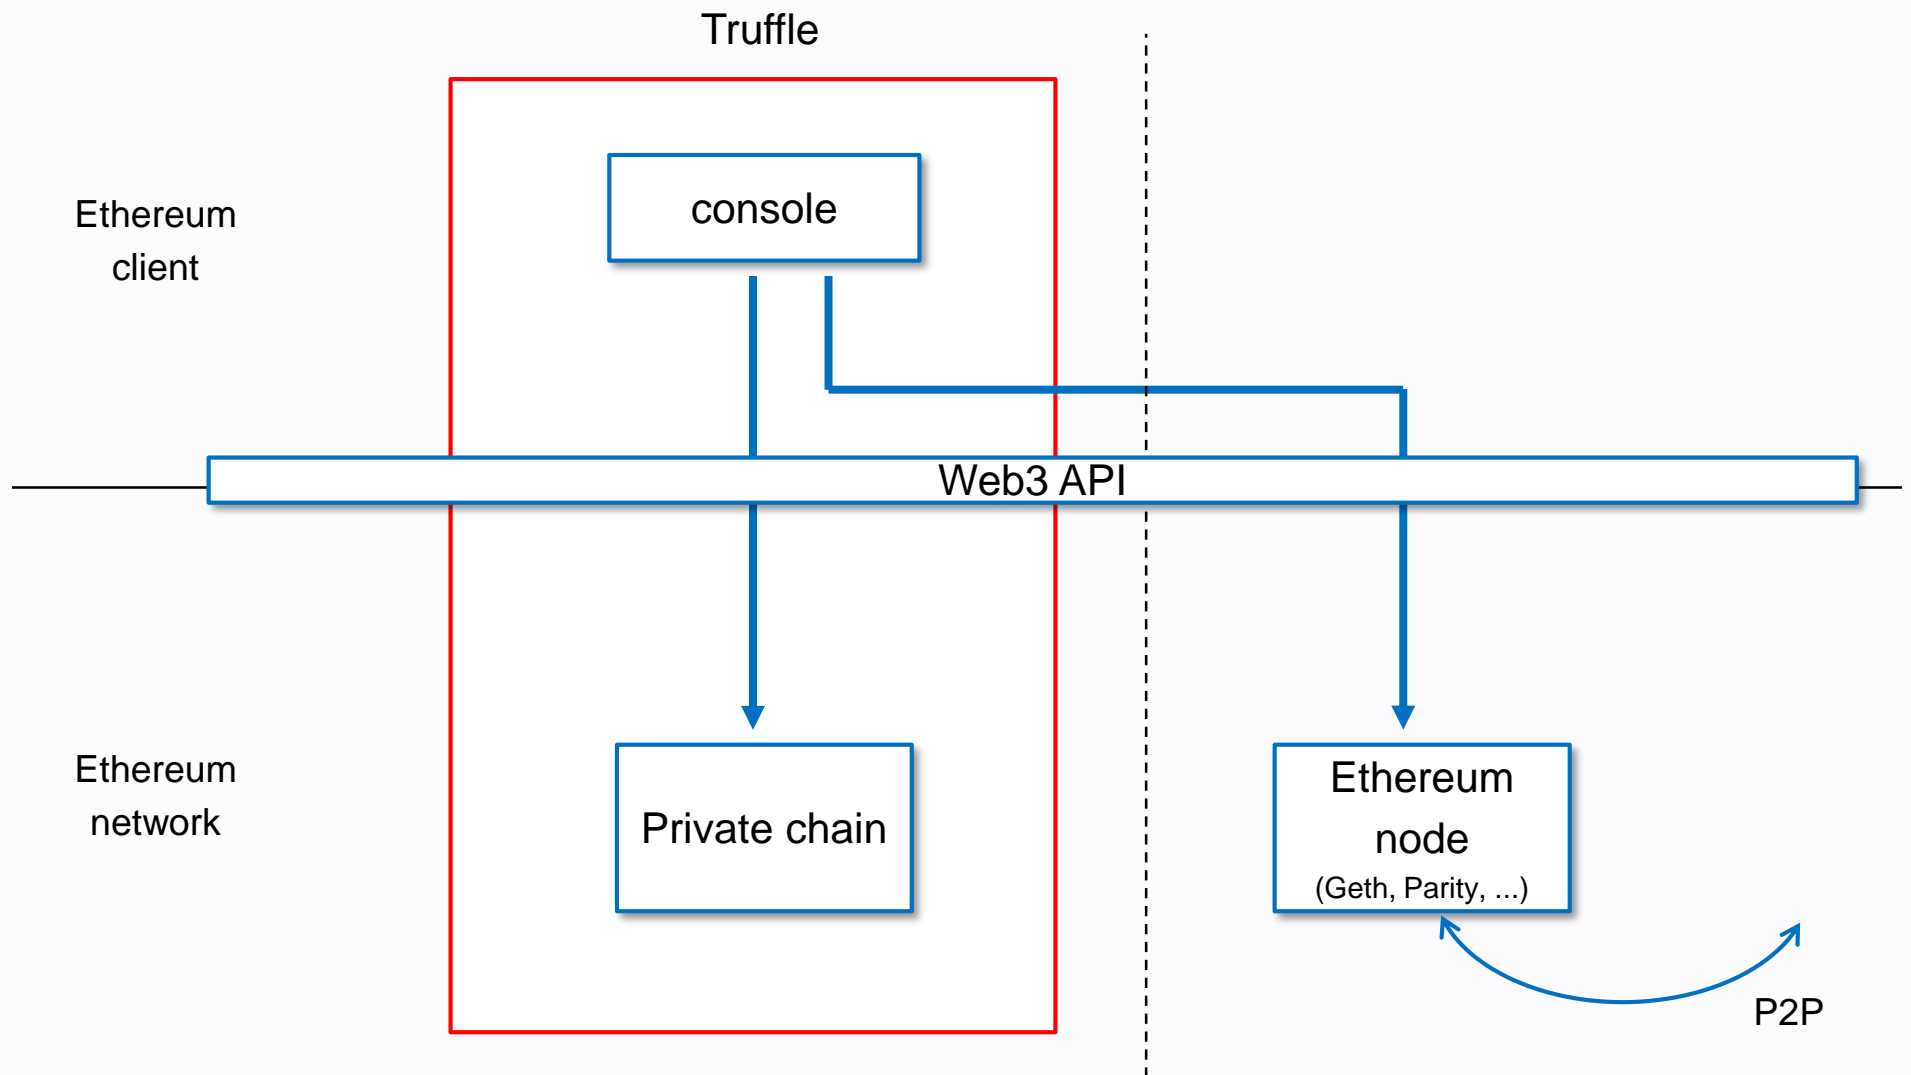 Truffle
Ethereum
client
console
Web3 API
Ethereum
network
Private chain
Ethereum
node
(Geth, Parity, ...)
P2P